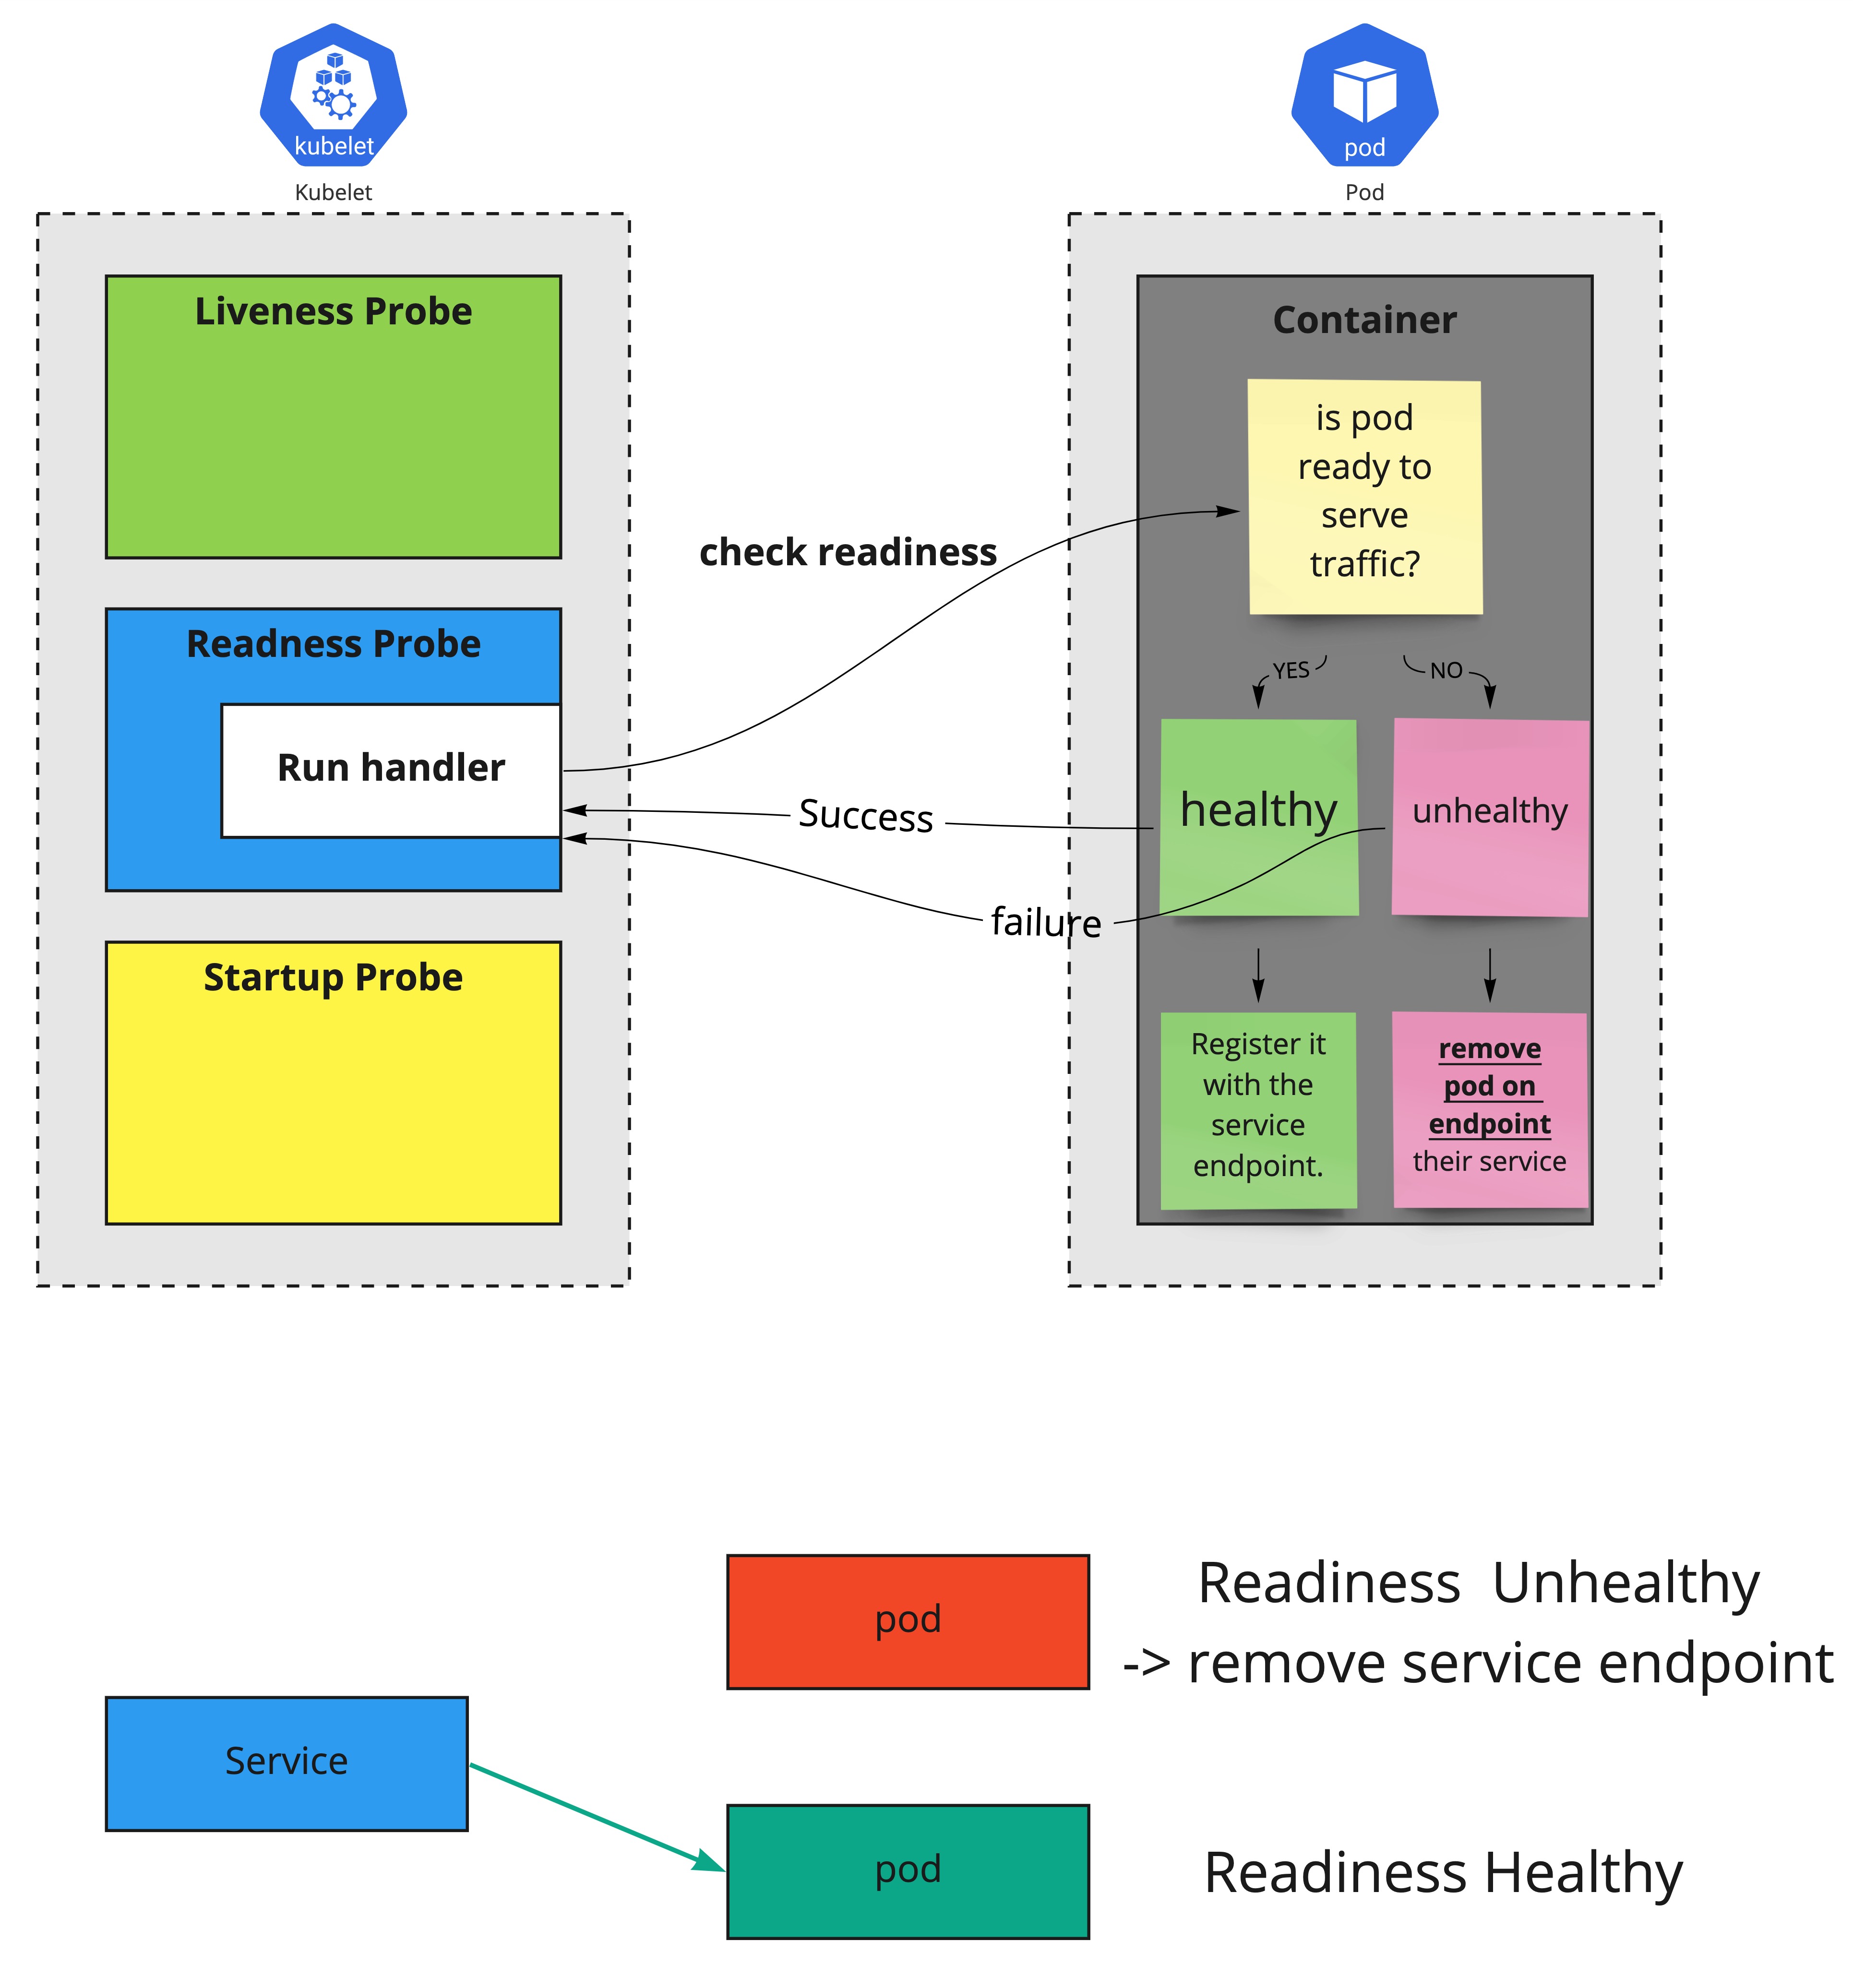 kubelet
Kubelet
pod
Pod
Liveness Probe
Readness Probe
Run handler
Startup Probe
check readiness
Success
failure
Container
is pod
ready to
serve
traffic?
YES
NO
healthy
unhealthy
Register it
with the
service
endpoint.
remove
pod on
endpoint
their service
Service
pod
Readiness  Unhealthy
-> remove service endpoint
pod
Readiness Healthy